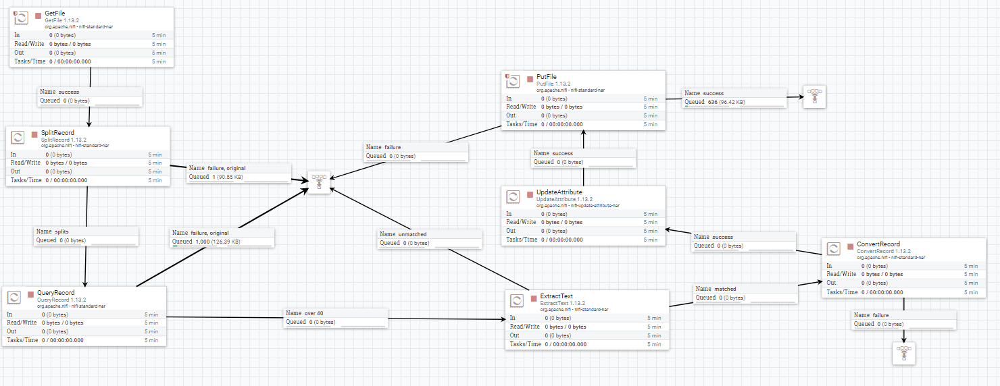 GetFile
GetFile 1.13.2
org.apache.nifi - nifi-standard-nar
In 0 (0 bytes) 5 min
Read/Write 0 bytes / 0 bytes 5 min
Out 0 (0 bytes) 5 min
Tasks/Time 0 / 00:00:00.000 5 min
Name success
Queued 0 (0 bytes)
SplitRecord
SplitRecord 1.13.2
org.apache.nifi - nifi-standard-nar
In 0 (0 bytes) 5 min
Read/Write 0 bytes / 0 bytes 5 min
Out 0 (0 bytes) 5 min
Tasks/Time 0 / 00:00:00.000 5 min
Name failure, original
Queued 1 (90.55 KB)
Name splits
Queued 0 (0 bytes)
Name failure, original
Queued 1,000 (126.39 KB)
QueryRecord
QueryRecord 1.13.2
org.apache.nifi - nifi-standard-nar
In 0 (0 bytes) 5 min
Read/Write 0 bytes / 0 bytes 5 min
Out 0 (0 bytes) 5 min
Tasks/Time 0 / 00:00:00.000 5 min
Name over 40
Queued 0 (0 bytes)
PutFile
PutFile 1.13.2
org.apache.nifi - nifi-standard-nar
In 0 (0 bytes) 5 min
Read/Write 0 bytes / 0 bytes 5 min
Out 0 (0 bytes) 5 min
Tasks/Time 0 / 00:00:00.000 5 min
Name success
Queued 636 (96.42 KB)
Name failure
Queued 0 (0 bytes)
Name success
Queued 0 (0 bytes)
UpdateAttribute
UpdateAttribute 1.13.2
org.apache.nifi - nifi-update-attribute-nar
In 0 (0 bytes) 5 min
Read/Write 0 bytes / 0 bytes 5 min
Out 0 (0 bytes) 5 min
Tasks/Time 0 / 00:00:00.000 5 min
Name unmatched
Queued 0 (0 bytes)
Name success
Queued 0 (0 bytes)
ConvertRecord
ConvertRecord 1.13.2
org.apache.nifi - nifi-standard-nar
In 0 (0 bytes) 5 min
Read/Write 0 bytes / 0 bytes 5 min
Out 0 (0 bytes) 5 min
Tasks/Time 0 / 00:00:00.000 5 min
ExtractText
ExtractText 1.13.2
org.apache.nifi - nifi-standard-nar
In 0 (0 bytes) 5 min
Read/Write 0 bytes / 0 bytes 5 min
Out 0 (0 bytes) 5 min
Tasks/Time 0 / 00:00:00.000 5 min
Name matched
Queued 0 (0 bytes)
Name failure
Queued 0 (0 bytes)